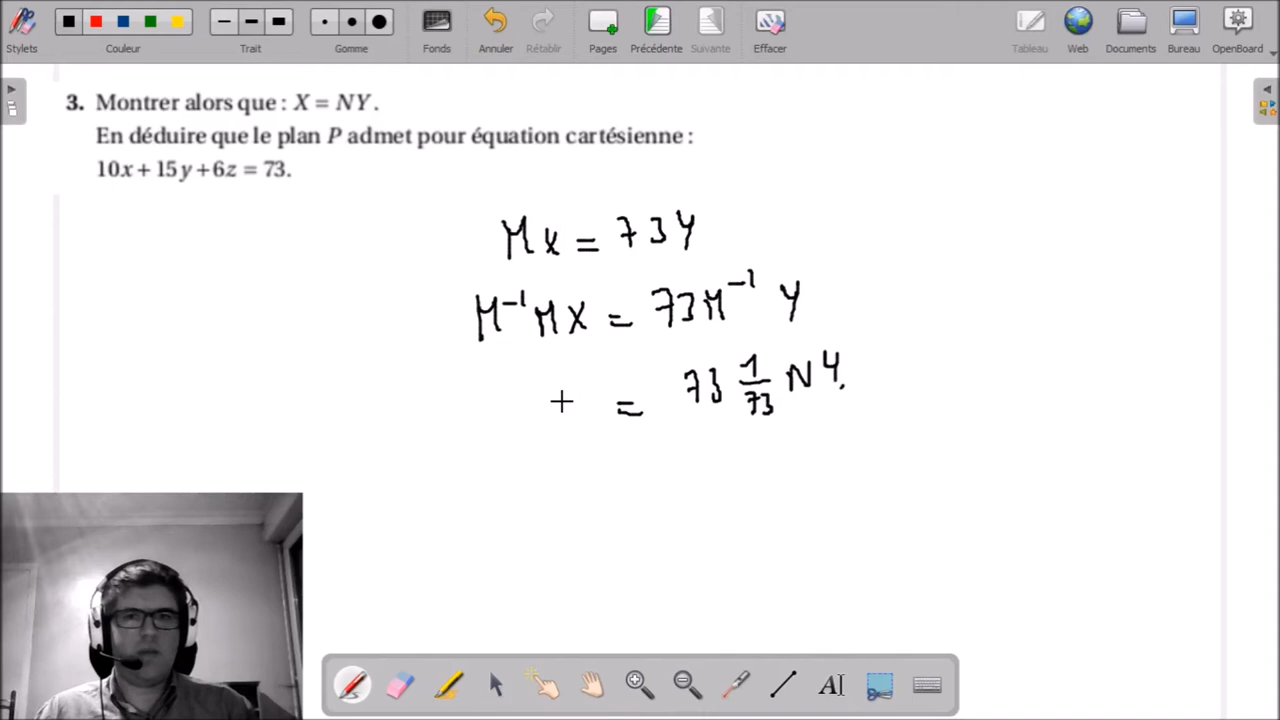 Stylets Couleur Trait Gomme Fonds Annuler Rétablir Pages Précédente Suivante Effacer Tableau Web Documents Bureau OpenBoard
3. Montrer alors que : X = NY.
En déduire que le plan P admet pour équation cartésienne :
10x + 15y + 6z = 73.
MX = 73Y
M⁻¹MX = 73M⁻¹ Y
= 73 1/73 NY.